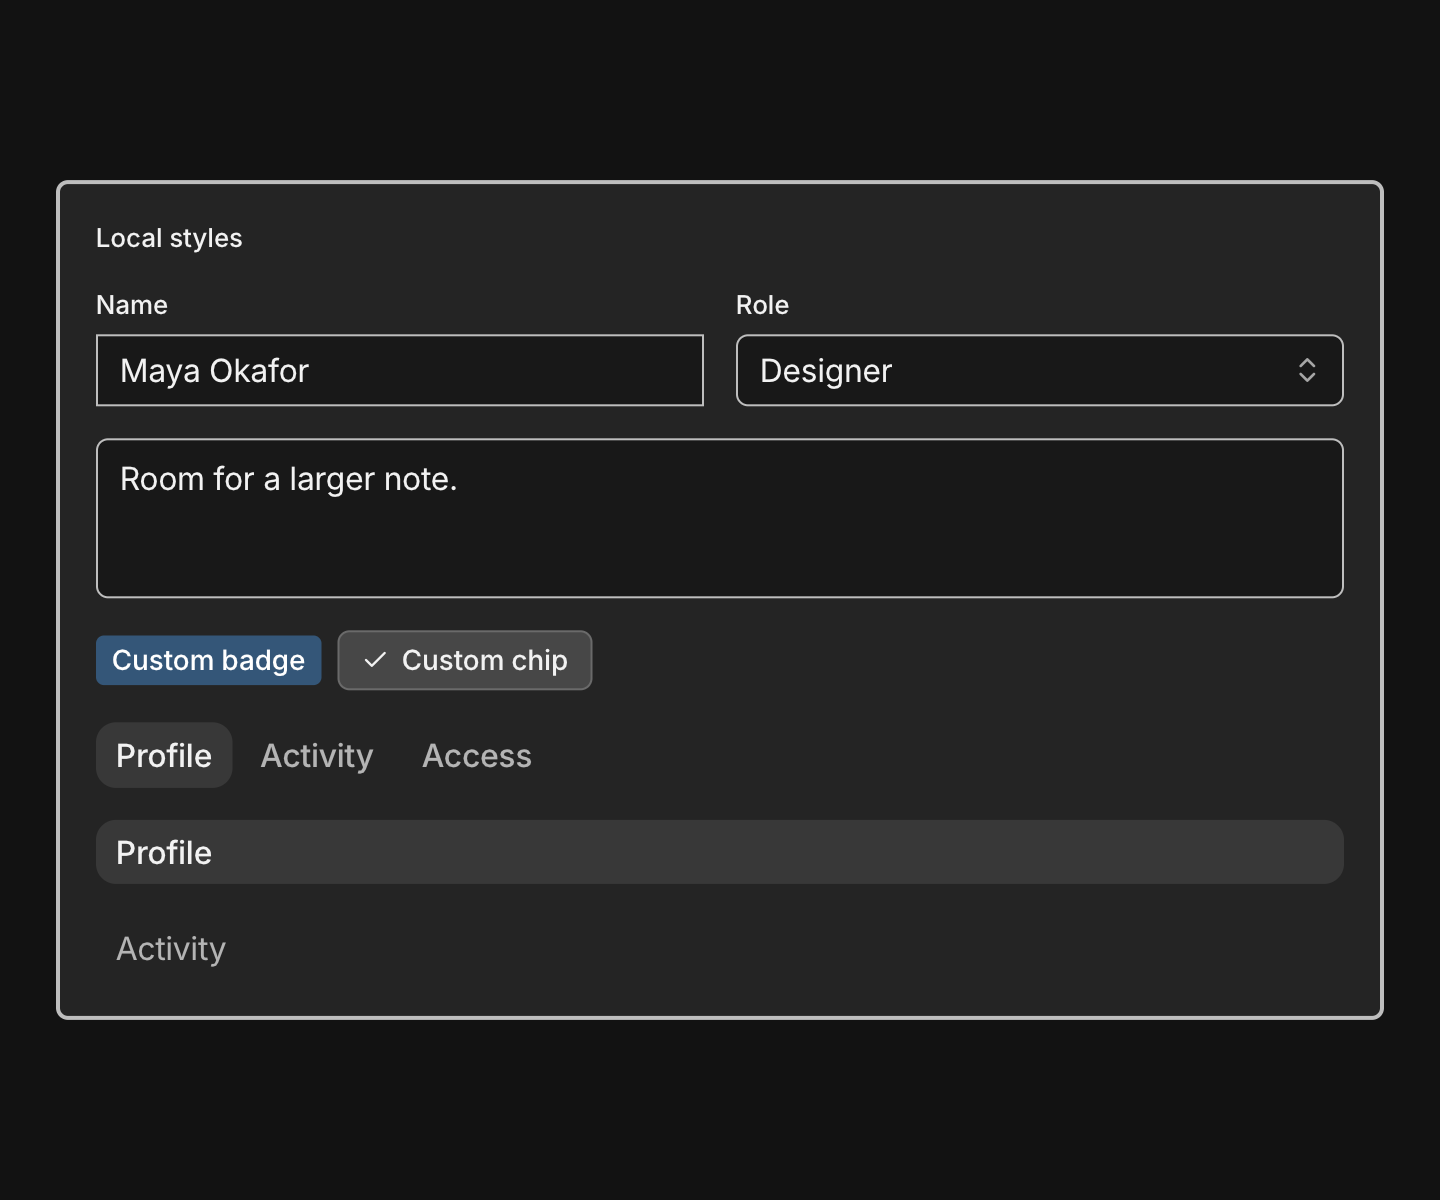 Local styles
Name
Role
Maya Okafor
Designer
Room for a larger note.
Custom badge
Custom chip
Profile
Activity
Access
Profile
Activity